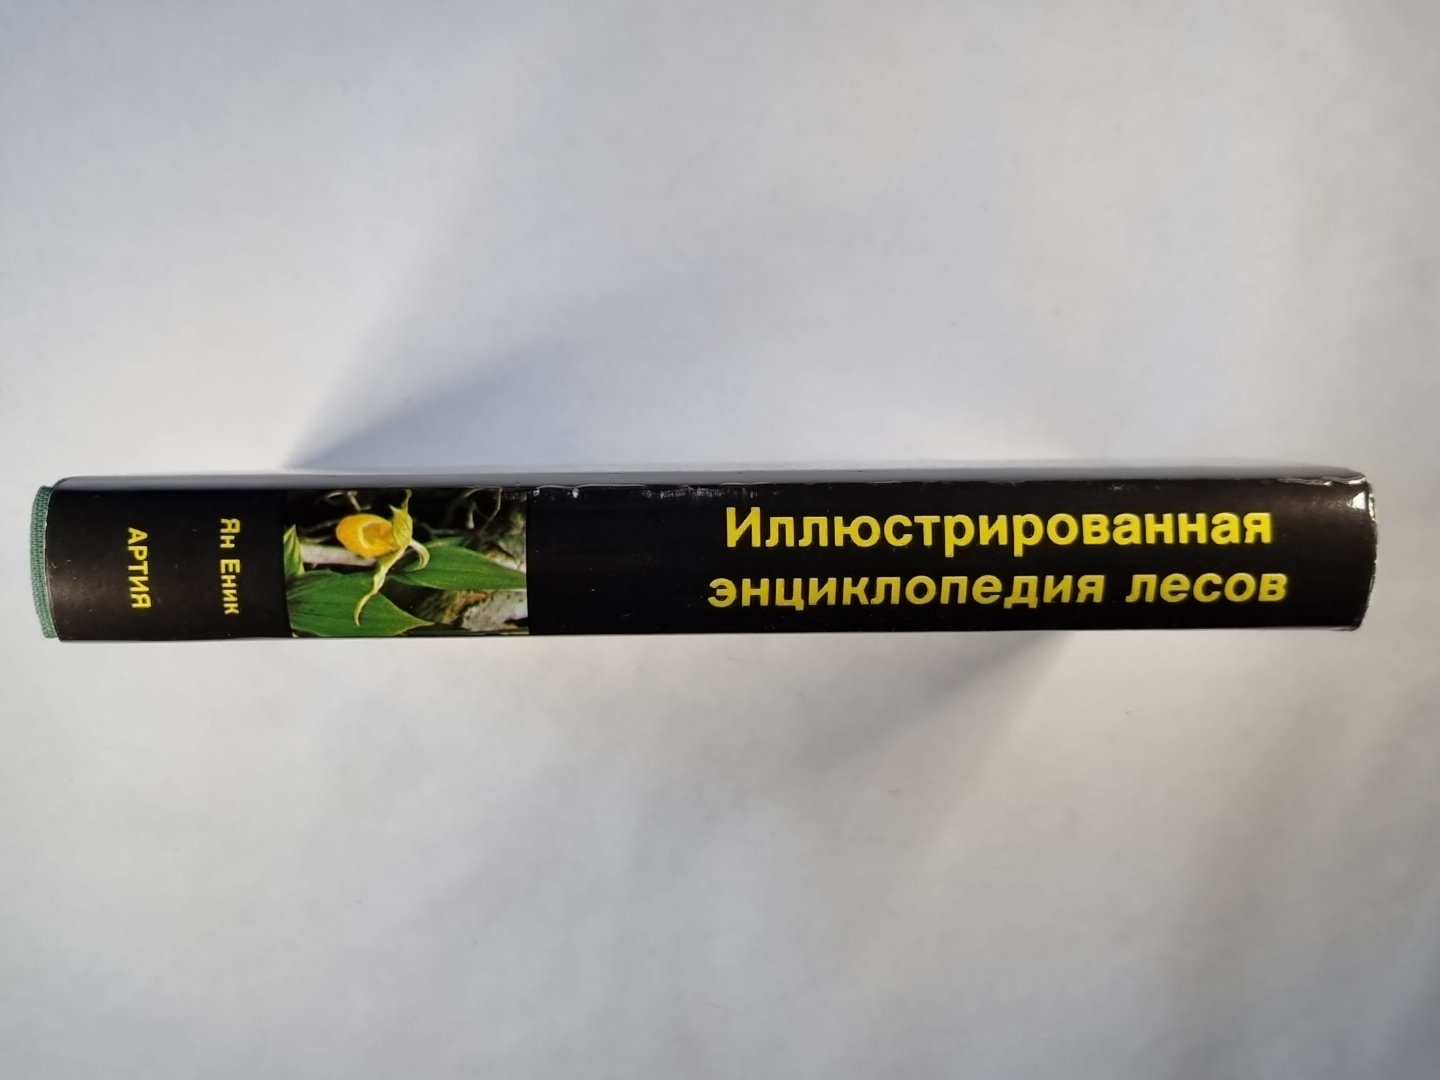 Иллюстрированная
энциклопедия лесов
Ян Еник
АРТИЯ